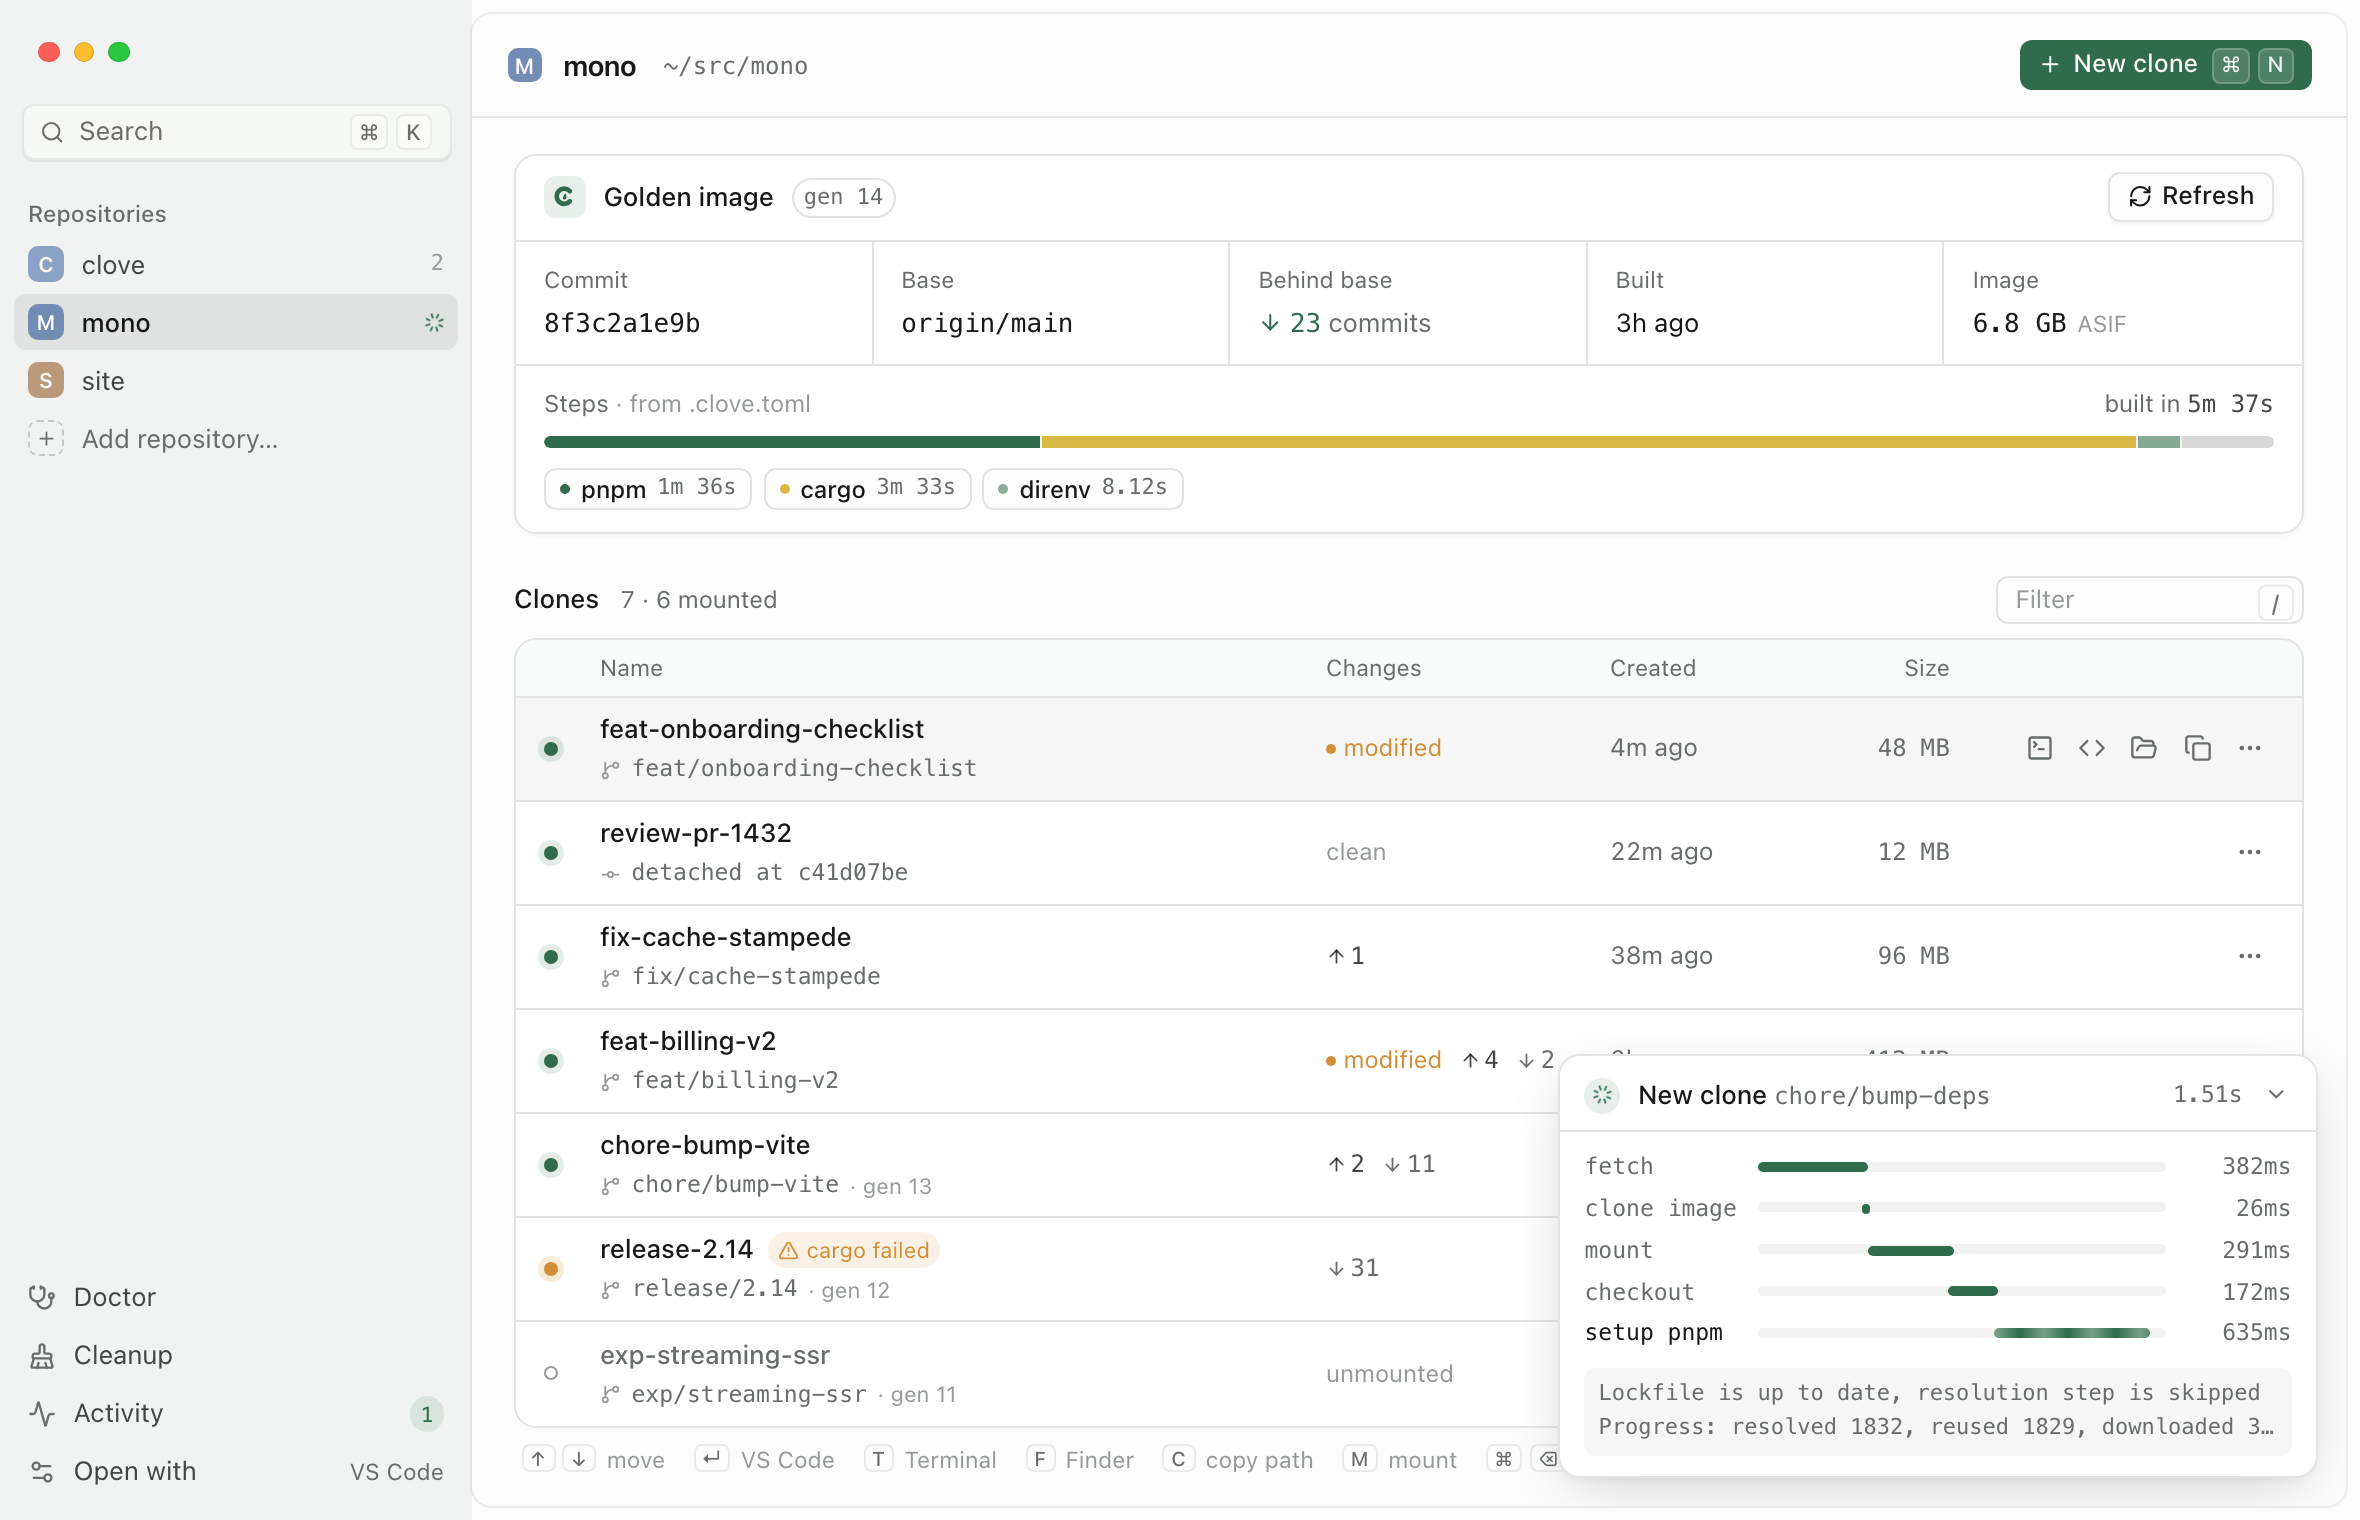 Search ⌘ K
Repositories
C clove 2
M mono
S site
+ Add repository...
Doctor
Cleanup
Activity 1
Open with VS Code
M mono ~/src/mono
+ New clone ⌘ N
Golden image gen 14
Refresh
Commit
8f3c2a1e9b
Base
origin/main
Behind base
↓ 23 commits
Built
3h ago
Image
6.8 GB ASIF
Steps · from .clove.toml
built in 5m 37s
pnpm 1m 36s
cargo 3m 33s
direnv 8.12s
Clones 7 · 6 mounted
Filter /
Name Changes Created Size
feat-onboarding-checklist
feat/onboarding-checklist
modified 4m ago 48 MB
review-pr-1432
detached at c41d07be
clean 22m ago 12 MB
fix-cache-stampede
fix/cache-stampede
↑ 1 38m ago 96 MB
feat-billing-v2
feat/billing-v2
modified ↑ 4 ↓ 2
chore-bump-vite
chore/bump-vite · gen 13
↑ 2 ↓ 11
release-2.14 cargo failed
release/2.14 · gen 12
↓ 31
exp-streaming-ssr
exp/streaming-ssr · gen 11
unmounted
↑ ↓ move ↵ VS Code T Terminal F Finder C copy path M mount ⌘ ⌫
New clone chore/bump-deps 1.51s
fetch 382ms
clone image 26ms
mount 291ms
checkout 172ms
setup pnpm 635ms
Lockfile is up to date, resolution step is skipped
Progress: resolved 1832, reused 1829, downloaded 3…